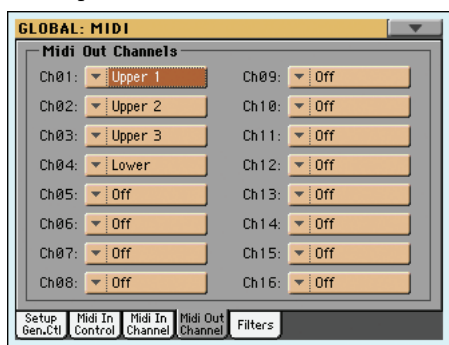 GLOBAL: MIDI
Midi Out Channels
Ch01: Upper 1
Ch02: Upper 2
Ch03: Upper 3
Ch04: Lower
Ch05: Off
Ch06: Off
Ch07: Off
Ch08: Off
Ch09: Off
Ch10: Off
Ch11: Off
Ch12: Off
Ch13: Off
Ch14: Off
Ch15: Off
Ch16: Off
Setup
Gen.Ctl
Midi In
Control
Midi In
Channel
Midi Out
Channel
Filters